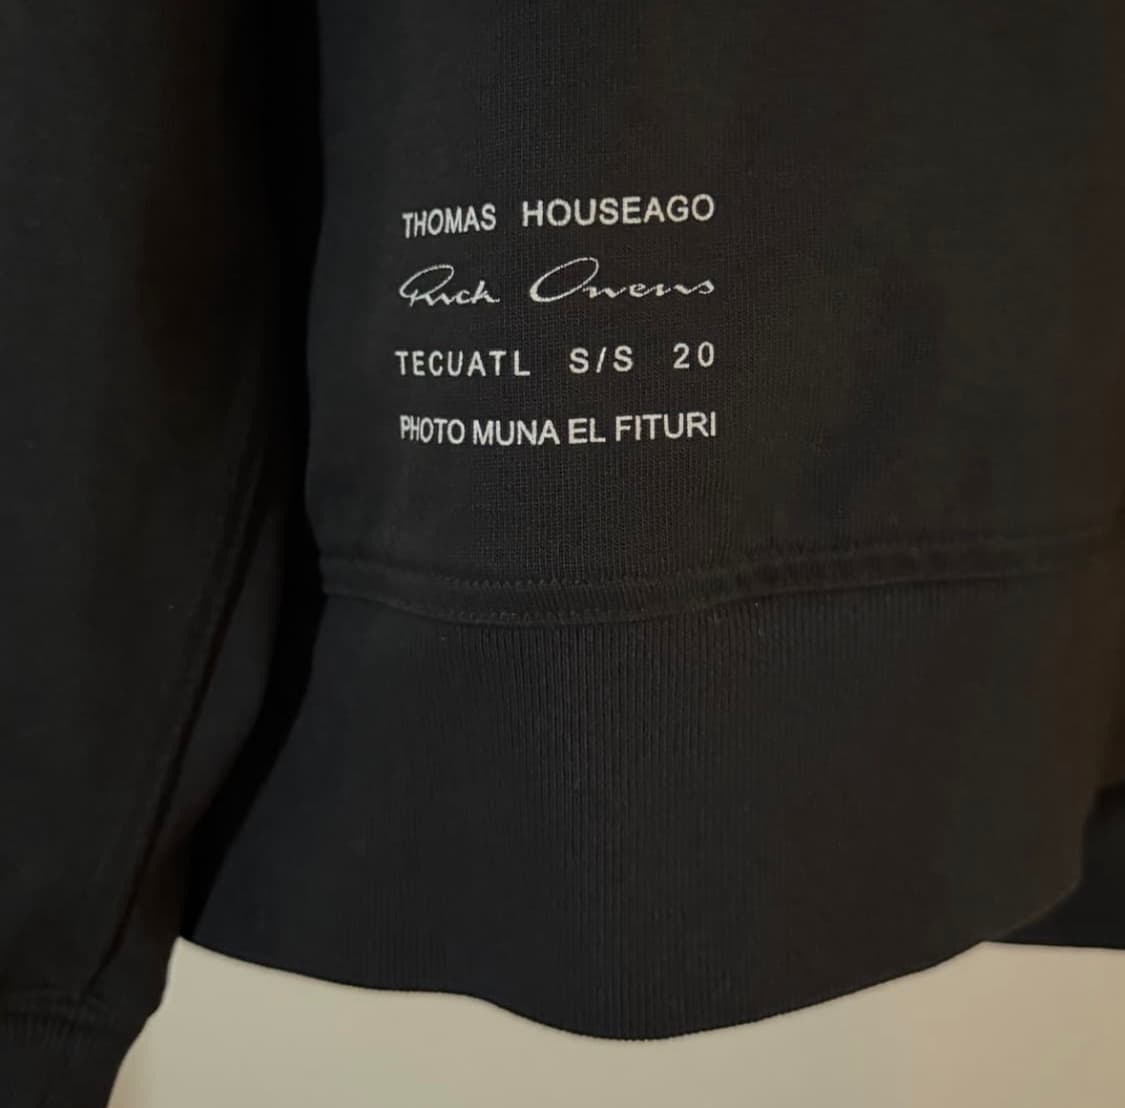 THOMAS HOUSEAGO
Rick Owens
TECUATL S/S 20
PHOTO MUNA EL FITURI